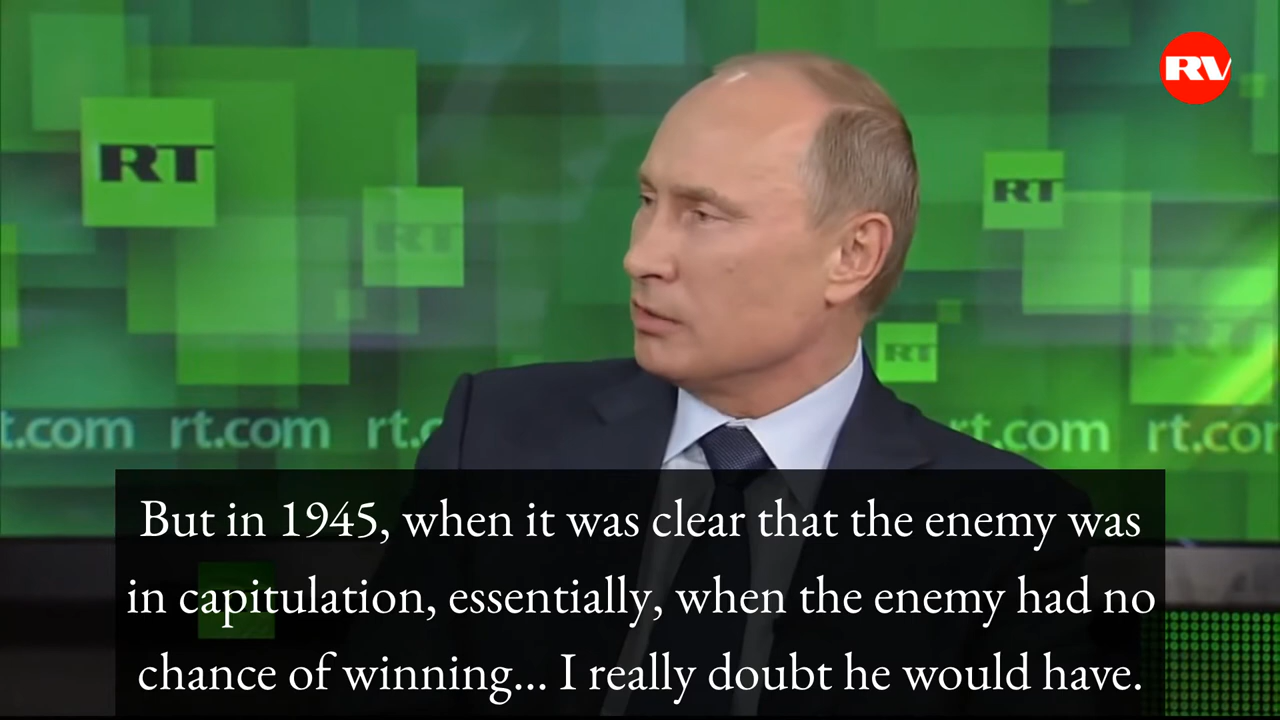 RV
RT
RT
RT
RT
RT
t.com rt.com rt.c rt.com rt.cor
But in 1945, when it was clear that the enemy was
in capitulation, essentially, when the enemy had no
chance of winning... I really doubt he would have.